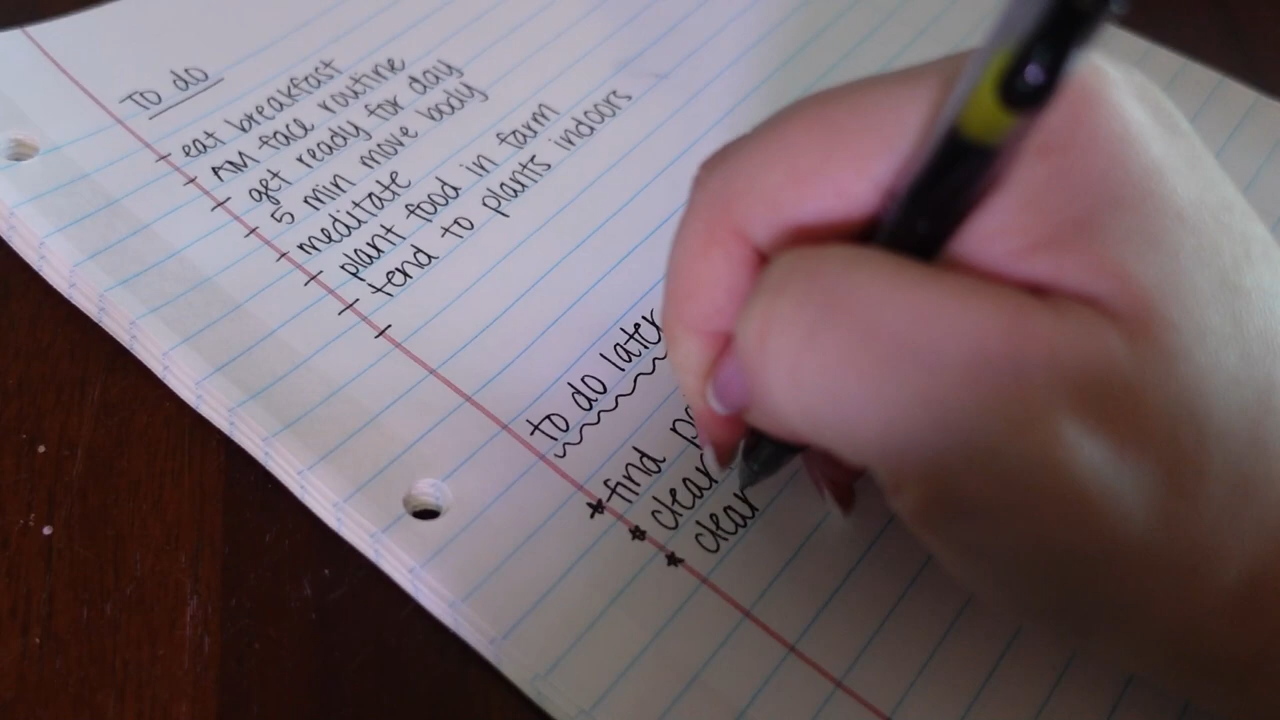 To do
- eat breakfast
- AM face routine
- get ready for day
- 5 min move body
- meditate
- plant food in farm
- tend to plants indoors
-
to do later
find
clear
clear